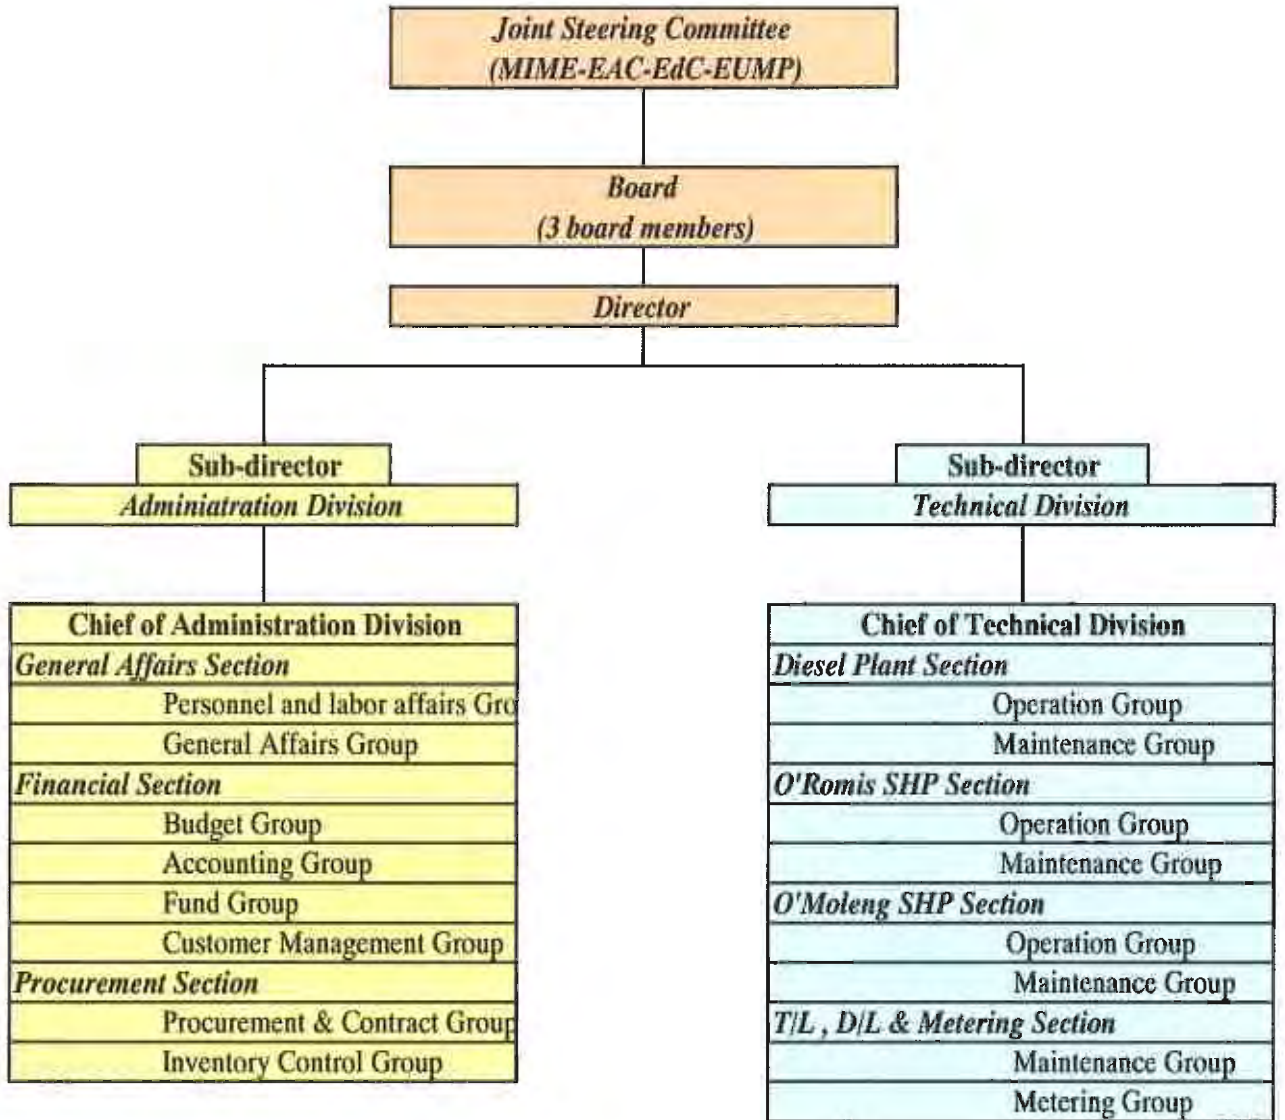 Joint Steering Committee
(MIME-EAC-EdC-EUMP)
Board
(3 board members)
Director
Sub-director
Adminiatration Division
Chief of Administration Division
General Affairs Section
Personnel and labor affairs Gro
General Affairs Group
Financial Section
Budget Group
Accounting Group
Fund Group
Customer Management Group
Procurement Section
Procurement & Contract Group
Inventory Control Group
Sub-director
Technical Division
Chief of Technical Division
Diesel Plant Section
Operation Group
Maintenance Group
O'Romis SHP Section
Operation Group
Maintenance Group
O'Moleng SHP Section
Operation Group
Maintenance Group
T/L , D/L & Metering Section
Maintenance Group
Metering Group